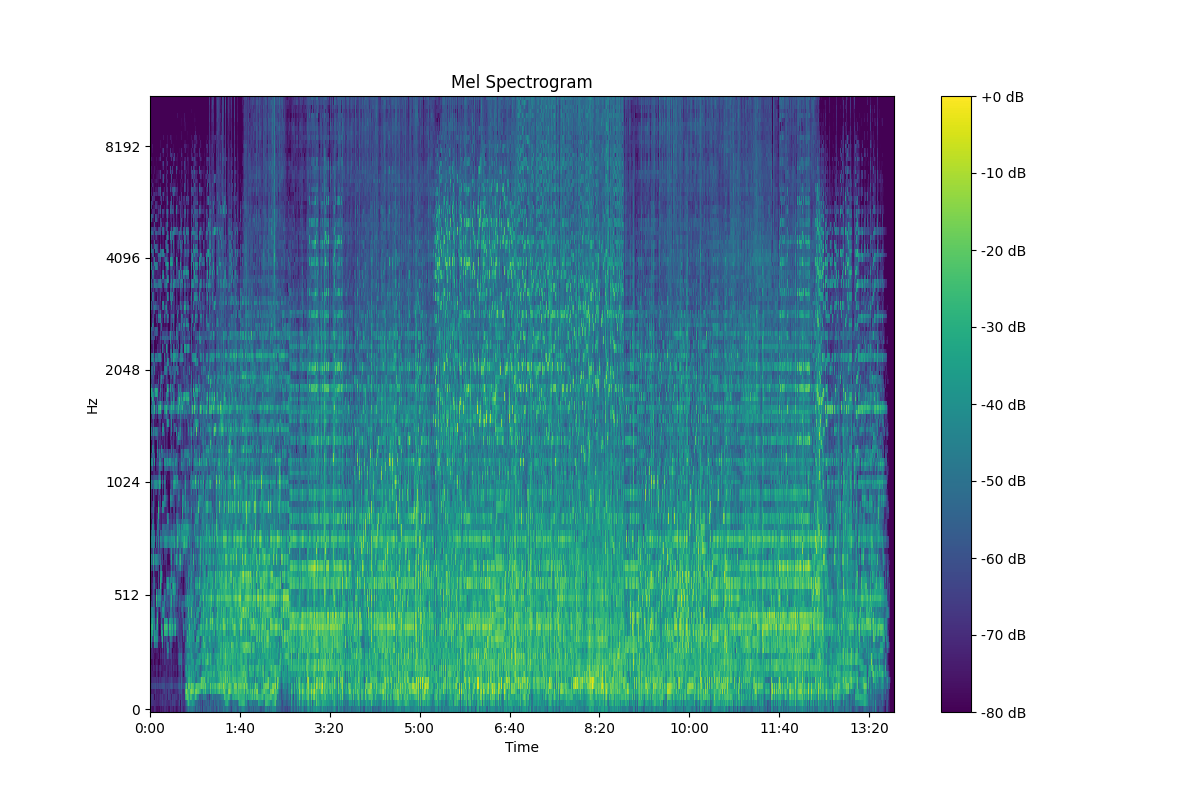 Mel Spectrogram
+0 dB
8192
-10 dB
-20 dB
4096
-30 dB
2048
-40 dB
Hz
1024
-50 dB
-60 dB
512
-70 dB
0
-80 dB
0:00 1:40 3:20 5:00 6:40 8:20 10:00 11:40 13:20
Time